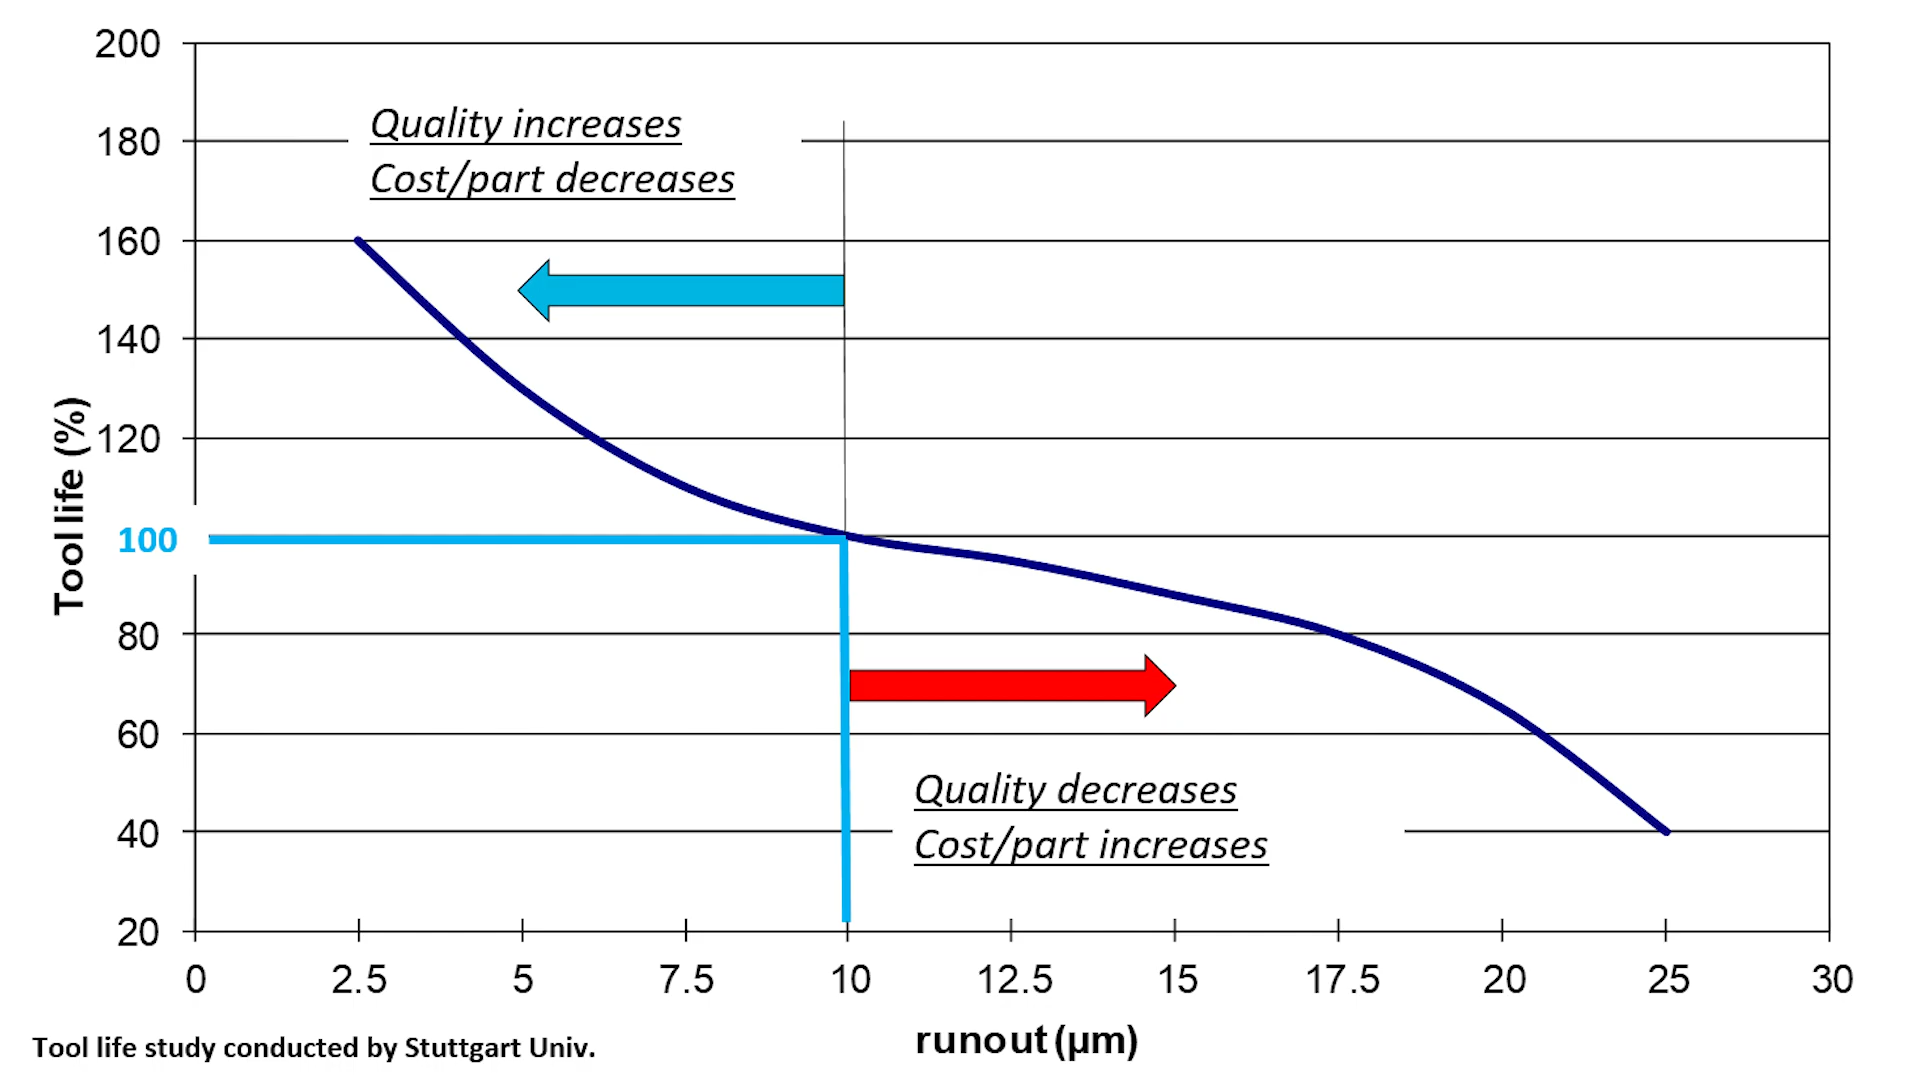 200
Quality increases
180
Cost/part decreases
160
140
120
Tool life (%)
100
80
60
Quality decreases
40
Cost/part increases
20
0 2.5 5 7.5 10 12.5 15 17.5 20 25 30
runout (µm)
Tool life study conducted by Stuttgart Univ.